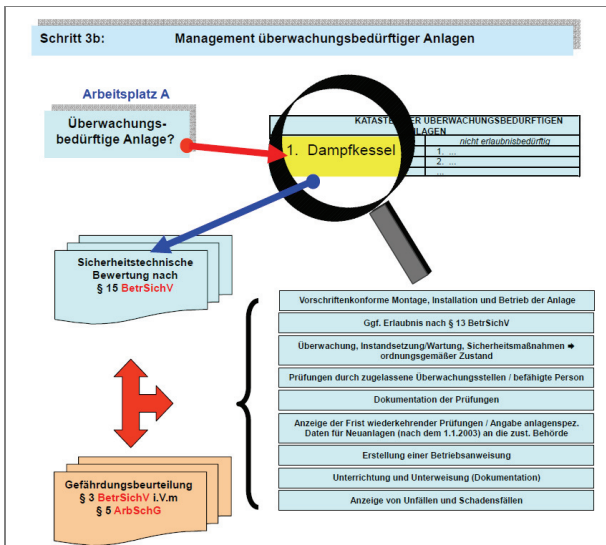 Schritt 3b: Management überwachungsbedürftiger Anlagen
Arbeitsplatz A
Überwachungs-
bedürftige Anlage?
KATASTER DER ÜBERWACHUNGSBEDÜRFTIGEN
ANLAGEN
nicht erlaubnisbedürftig
1. Dampfkessel
1. ...
2. ...
...
Sicherheitstechnische
Bewertung nach
§ 15 BetrSichV
Vorschriftenkonforme Montage, Installation und Betrieb der Anlage
Ggf. Erlaubnis nach § 13 BetrSichV
Überwachung, Instandsetzung/Wartung, Sicherheitsmaßnahmen ➔
ordnungsgemäßer Zustand
Prüfungen durch zugelassene Überwachungsstellen / befähigte Person
Dokumentation der Prüfungen
Anzeige der Frist wiederkehrender Prüfungen / Angabe anlagenspez.
Daten für Neuanlagen (nach dem 1.1.2003) an die zust. Behörde
Erstellung einer Betriebsanweisung
Unterrichtung und Unterweisung (Dokumentation)
Anzeige von Unfällen und Schadensfällen
Gefährdungsbeurteilung
§ 3 BetrSichV i.V.m
§ 5 ArbSchG